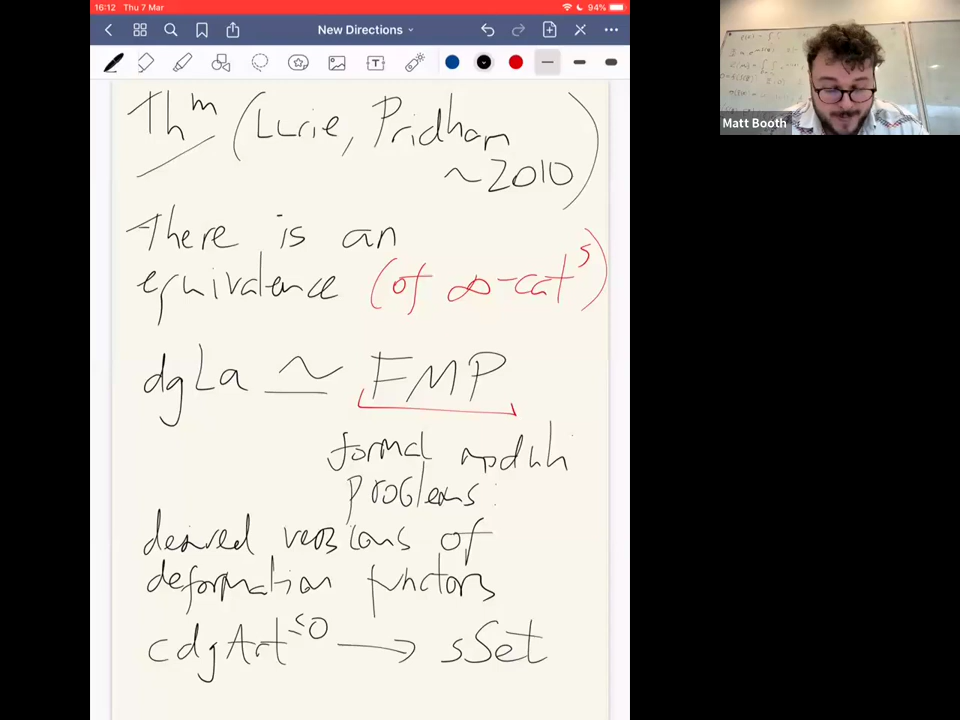 16:12 Thu 7 Mar
94%
New Directions
Thm (Lurie, Pridham
~2010)
There is an
equivalence (of ∞-cats)
dgLa ≃ FMP
formal moduli
problems:
derived versions of
deformation functors
cdgArt≤0 → sSet
Matt Booth